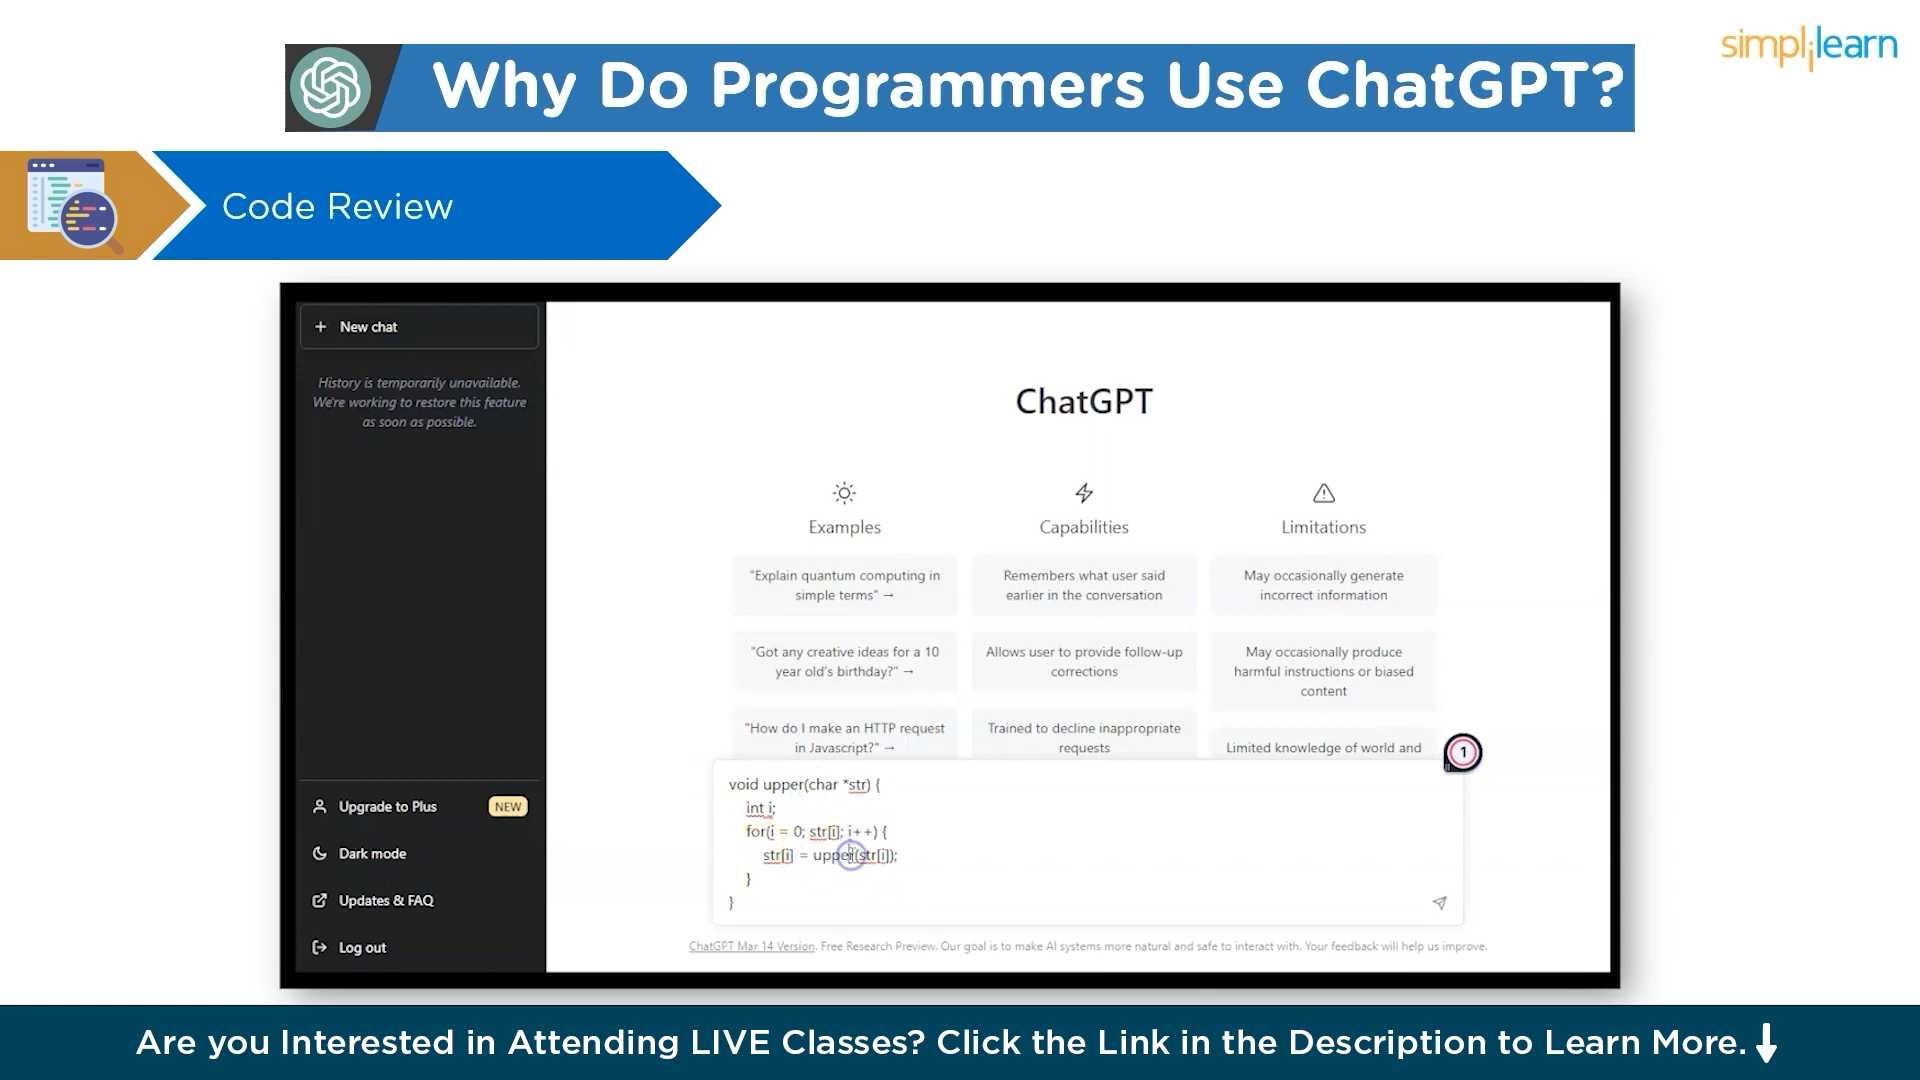 simplilearn
Why Do Programmers Use ChatGPT?
Code Review
+ New chat
History is temporarily unavailable.
We're working to restore this feature
as soon as possible.
Upgrade to Plus NEW
Dark mode
Updates & FAQ
Log out
ChatGPT
Examples
"Explain quantum computing in
simple terms" →
"Got any creative ideas for a 10
year old's birthday?" →
"How do I make an HTTP request
in Javascript?" →
Capabilities
Remembers what user said
earlier in the conversation
Allows user to provide follow-up
corrections
Trained to decline inappropriate
requests
Limitations
May occasionally generate
incorrect information
May occasionally produce
harmful instructions or biased
content
Limited knowledge of world and
1
void upper(char *str) {
int i;
for(i = 0; str[i]; i++) {
str[i] = upper(str[i]);
}
}
ChatGPT Mar 14 Version. Free Research Preview. Our goal is to make AI systems more natural and safe to interact with. Your feedback will help us improve.
Are you Interested in Attending LIVE Classes? Click the Link in the Description to Learn More.